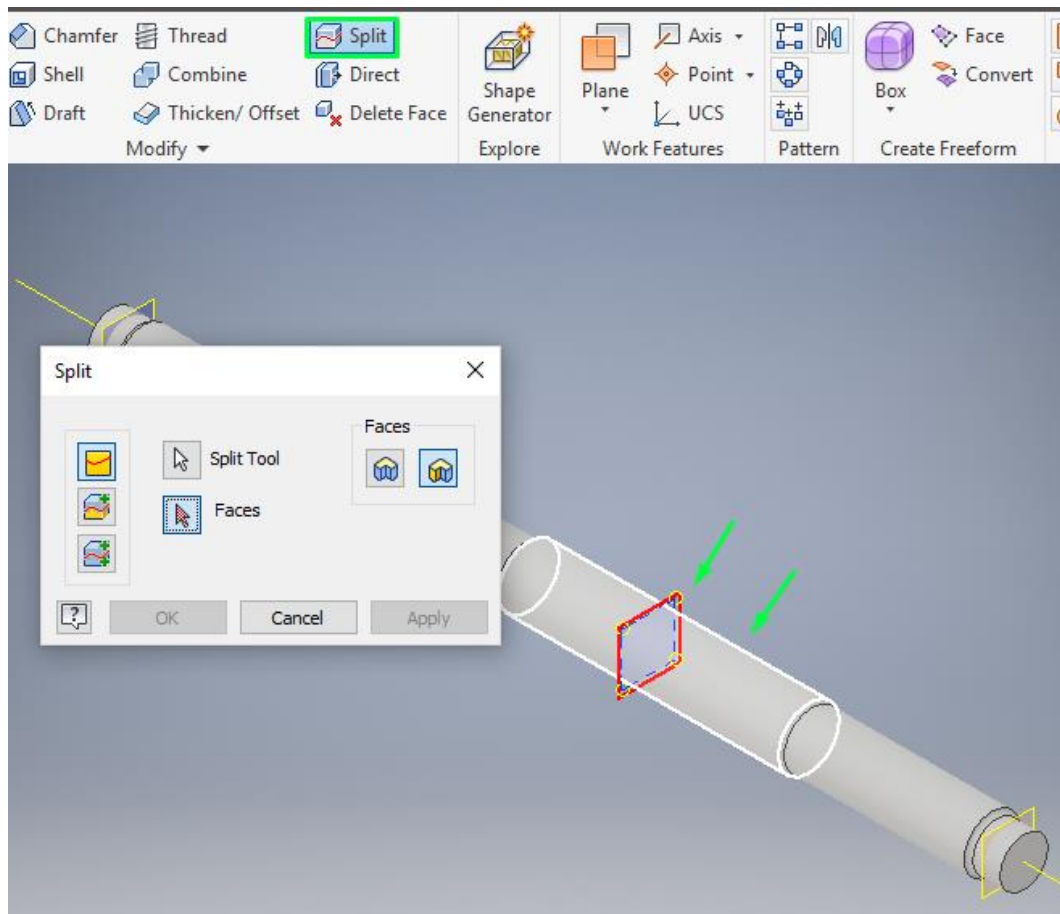 Chamfer Thread Split
Shell Combine Direct
Draft Thicken/ Offset Delete Face
Modify
Shape
Generator
Explore
Plane
Axis
Point
UCS
Work Features
Pattern
Box
Face
Convert
Create Freeform
Split
Split Tool
Faces
Faces
?
OK Cancel Apply